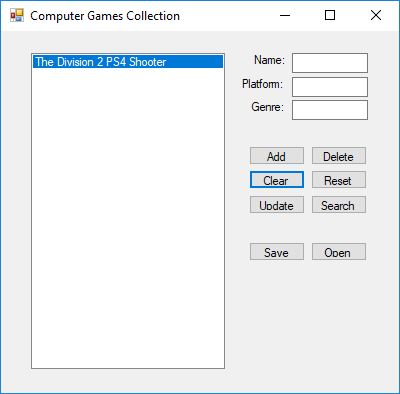 Computer Games Collection
The Division 2 PS4 Shooter
Name:
Platform:
Genre:
Add Delete
Clear Reset
Update Search
Save Open